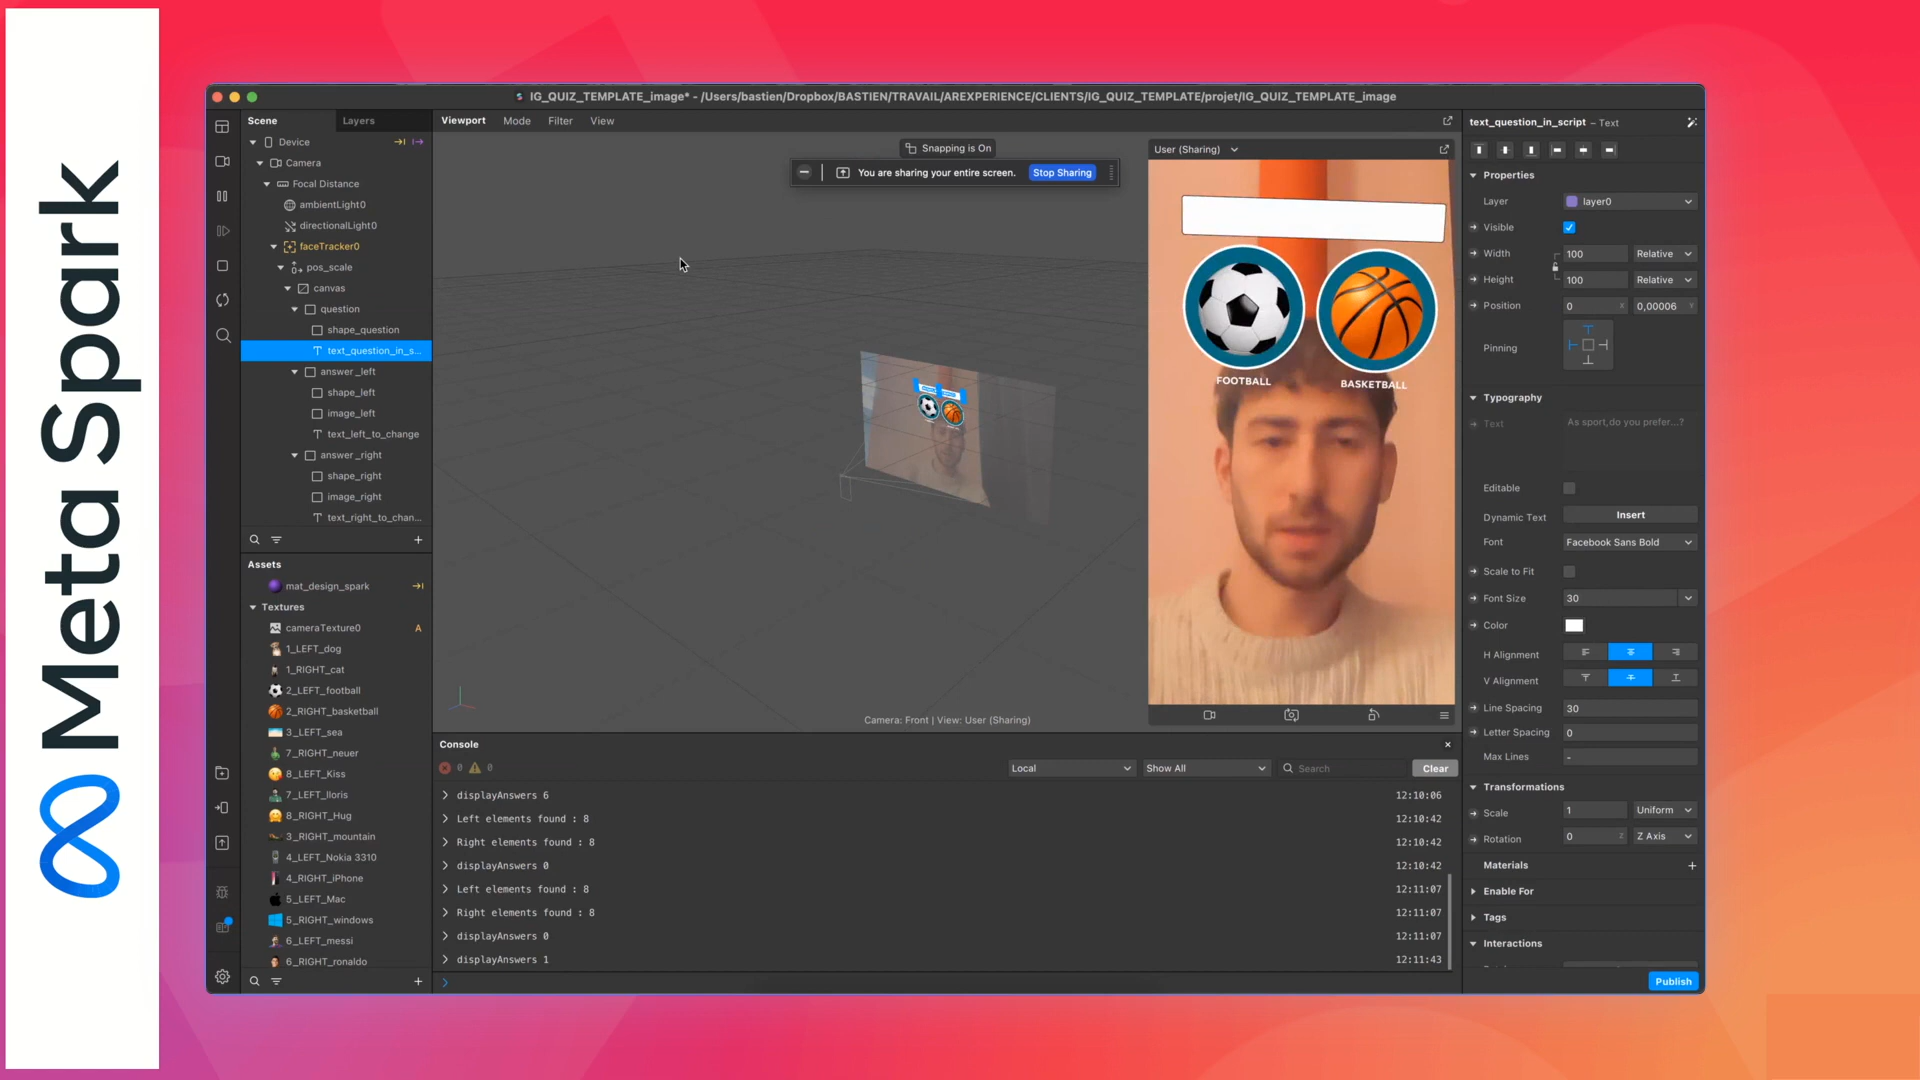 Meta Spark
IG_QUIZ_TEMPLATE_image* - /Users/bastien/Dropbox/BASTIEN/TRAVAIL/AREXPERIENCE/CLIENTS/IG_QUIZ_TEMPLATE/projet/IG_QUIZ_TEMPLATE_image
Scene
Layers
Device
Camera
Focal Distance
ambientLight0
directionalLight0
faceTracker0
pos_scale
canvas
question
shape_question
text_question_in_s...
answer_left
shape_left
image_left
text_left_to_change
answer_right
shape_right
image_right
text_right_to_chan...
Assets
mat_design_spark
Textures
cameraTexture0 A
1_LEFT_dog
1_RIGHT_cat
2_LEFT_football
2_RIGHT_basketball
3_LEFT_sea
7_RIGHT_neuer
8_LEFT_Kiss
7_LEFT_lloris
8_RIGHT_Hug
3_RIGHT_mountain
4_LEFT_Nokia 3310
4_RIGHT_iPhone
5_LEFT_Mac
5_RIGHT_windows
6_LEFT_messi
6_RIGHT_ronaldo
Viewport Mode Filter View
Snapping is On
You are sharing your entire screen. Stop Sharing
User (Sharing)
FOOTBALL
BASKETBALL
Camera: Front | View: User (Sharing)
Console
0 0
Local
Show All
Search
Clear
displayAnswers 6 12:10:06
Left elements found : 8 12:10:42
Right elements found : 8 12:10:42
displayAnswers 0 12:10:42
Left elements found : 8 12:11:07
Right elements found : 8 12:11:07
displayAnswers 0 12:11:07
displayAnswers 1 12:11:43
text_question_in_script – Text
Properties
Layer layer0
Visible
Width 100 Relative
Height 100 Relative
Position 0 X 0,00006 Y
Pinning
Typography
Text As sport,do you prefer...?
Editable
Dynamic Text Insert
Font Facebook Sans Bold
Scale to Fit
Font Size 30
Color
H Alignment
V Alignment
Line Spacing 30
Letter Spacing 0
Max Lines -
Transformations
Scale 1 Uniform
Rotation 0 Z Z Axis
Materials
Enable For
Tags
Interactions
Publish